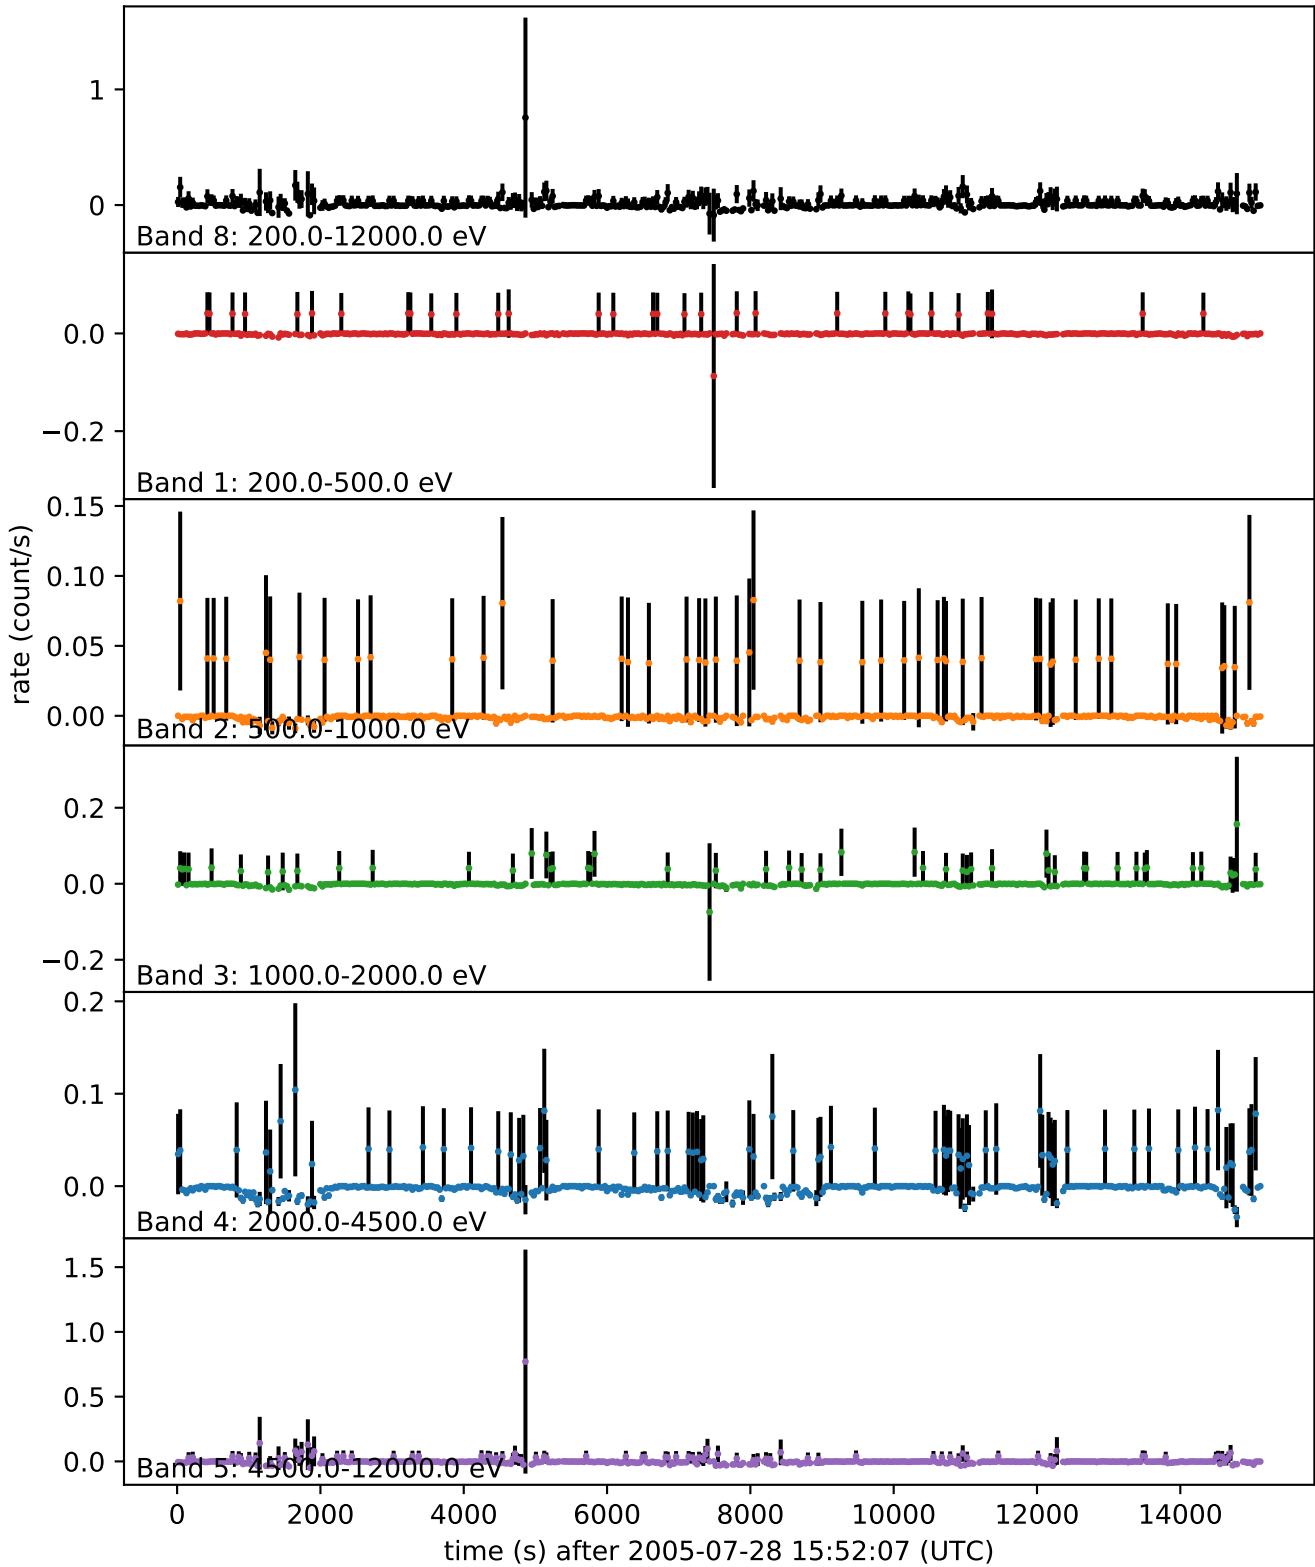 1
0
Band 8: 200.0-12000.0 eV
0.0
−0.2
Band 1: 200.0-500.0 eV
rate (count/s)
0.15
0.10
0.05
0.00
Band 2: 500.0-1000.0 eV
0.2
0.0
−0.2
Band 3: 1000.0-2000.0 eV
0.2
0.1
0.0
Band 4: 2000.0-4500.0 eV
1.5
1.0
0.5
0.0
Band 5: 4500.0-12000.0 eV
0 2000 4000 6000 8000 10000 12000 14000
time (s) after 2005-07-28 15:52:07 (UTC)